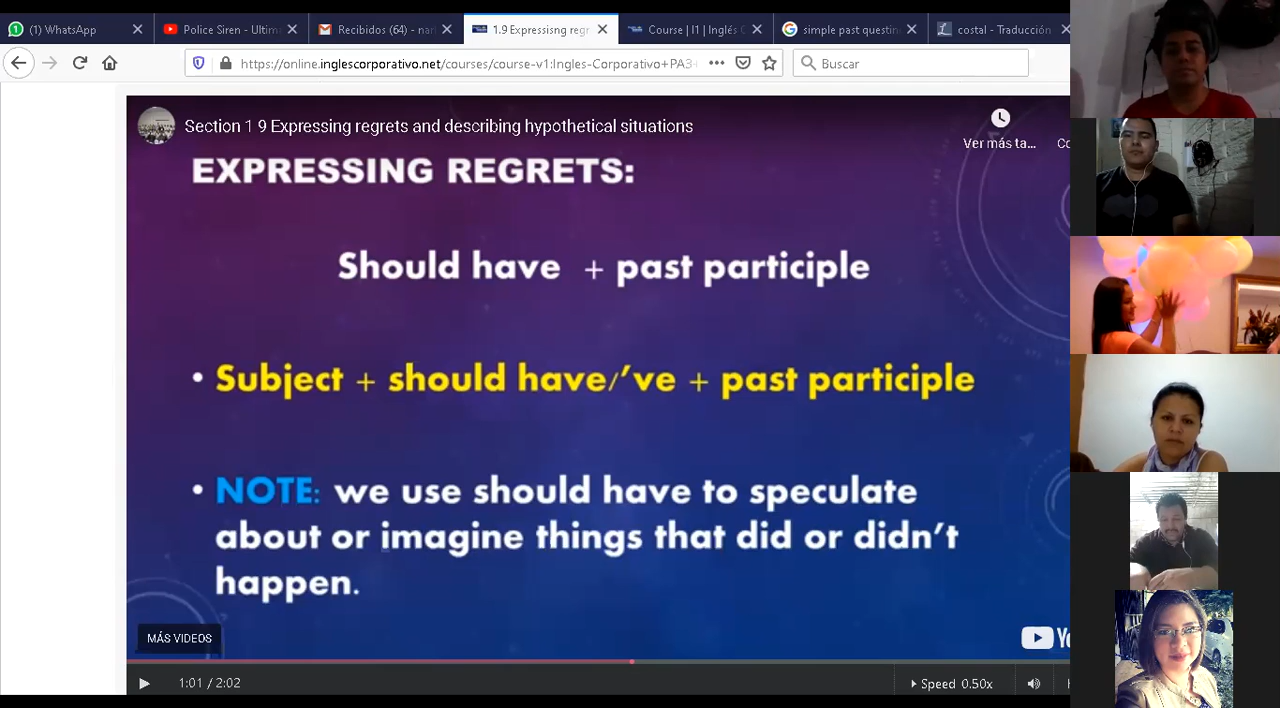 (1) WhatsApp
Police Siren - Ultim
Recibidos (64) - nar
1.9 Expressisng regr
Course | I1 | Inglés C
simple past questin
costal - Traducción
https://online.inglescorporativo.net/courses/course-v1:Ingles-Corporativo+PA3
Buscar
Section 1 9 Expressing regrets and describing hypothetical situations
Ver más ta...
EXPRESSING REGRETS:
Should have + past participle
• Subject + should have/'ve + past participle
• NOTE: we use should have to speculate
about or imagine things that did or didn't
happen.
MÁS VIDEOS
1:01 / 2:02
Speed 0.50x